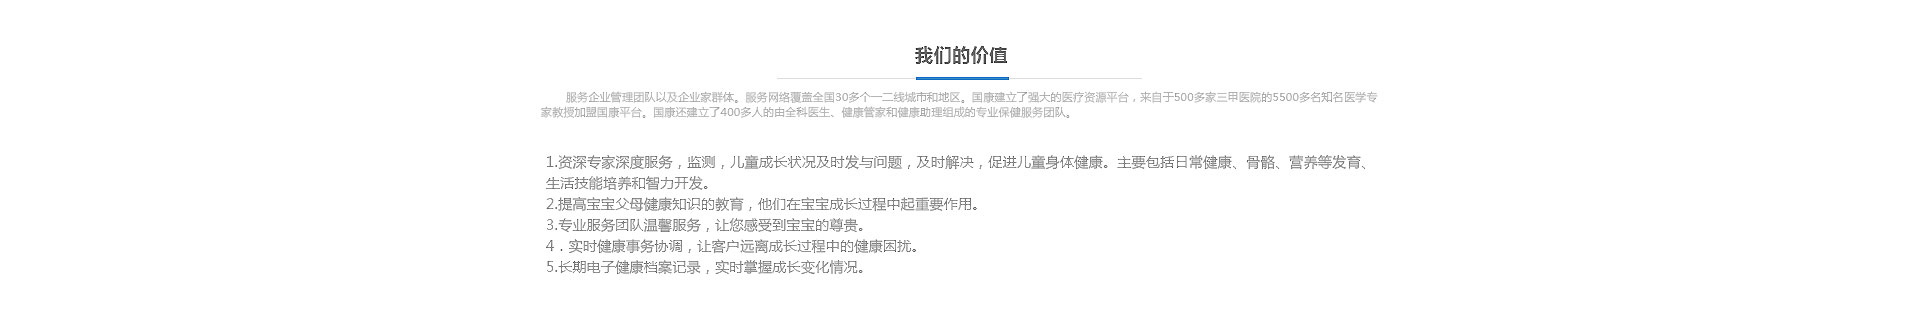 我们的价值
服务企业管理团队以及企业家群体。服务网络覆盖全国30多个一二线城市和地区。国康建立了强大的医疗资源平台，来自于500多家三甲医院的5500多名知名医学专
家教授加盟国康平台。国康还建立了400多人的由全科医生、健康管家和健康助理组成的专业保健服务团队。
1.资深专家深度服务，监测，儿童成长状况及时发与问题，及时解决，促进儿童身体健康。主要包括日常健康、骨骼、营养等发育、
生活技能培养和智力开发。
2.提高宝宝父母健康知识的教育，他们在宝宝成长过程中起重要作用。
3.专业服务团队温馨服务，让您感受到宝宝的尊贵。
4．实时健康事务协调，让客户远离成长过程中的健康困扰。
5.长期电子健康档案记录，实时掌握成长变化情况。